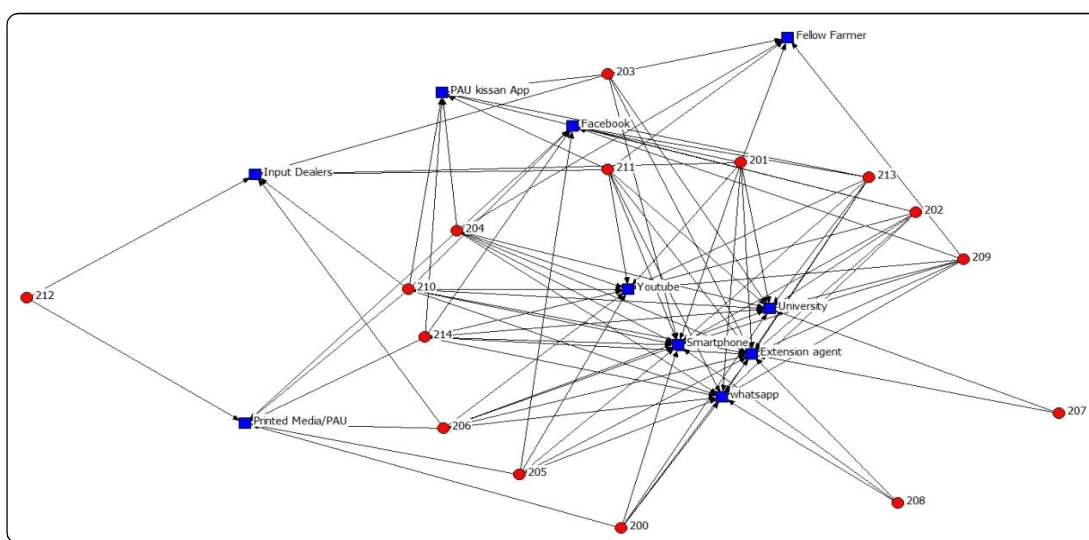 Fellow Farmer
203
PAU kissan App
Facebook
201
211
Input Dealers
213
202
204
209
Youtube
210
212
University
214
Smartphone
Extension agent
whatsapp
207
Printed Media/PAU
206
205
208
200